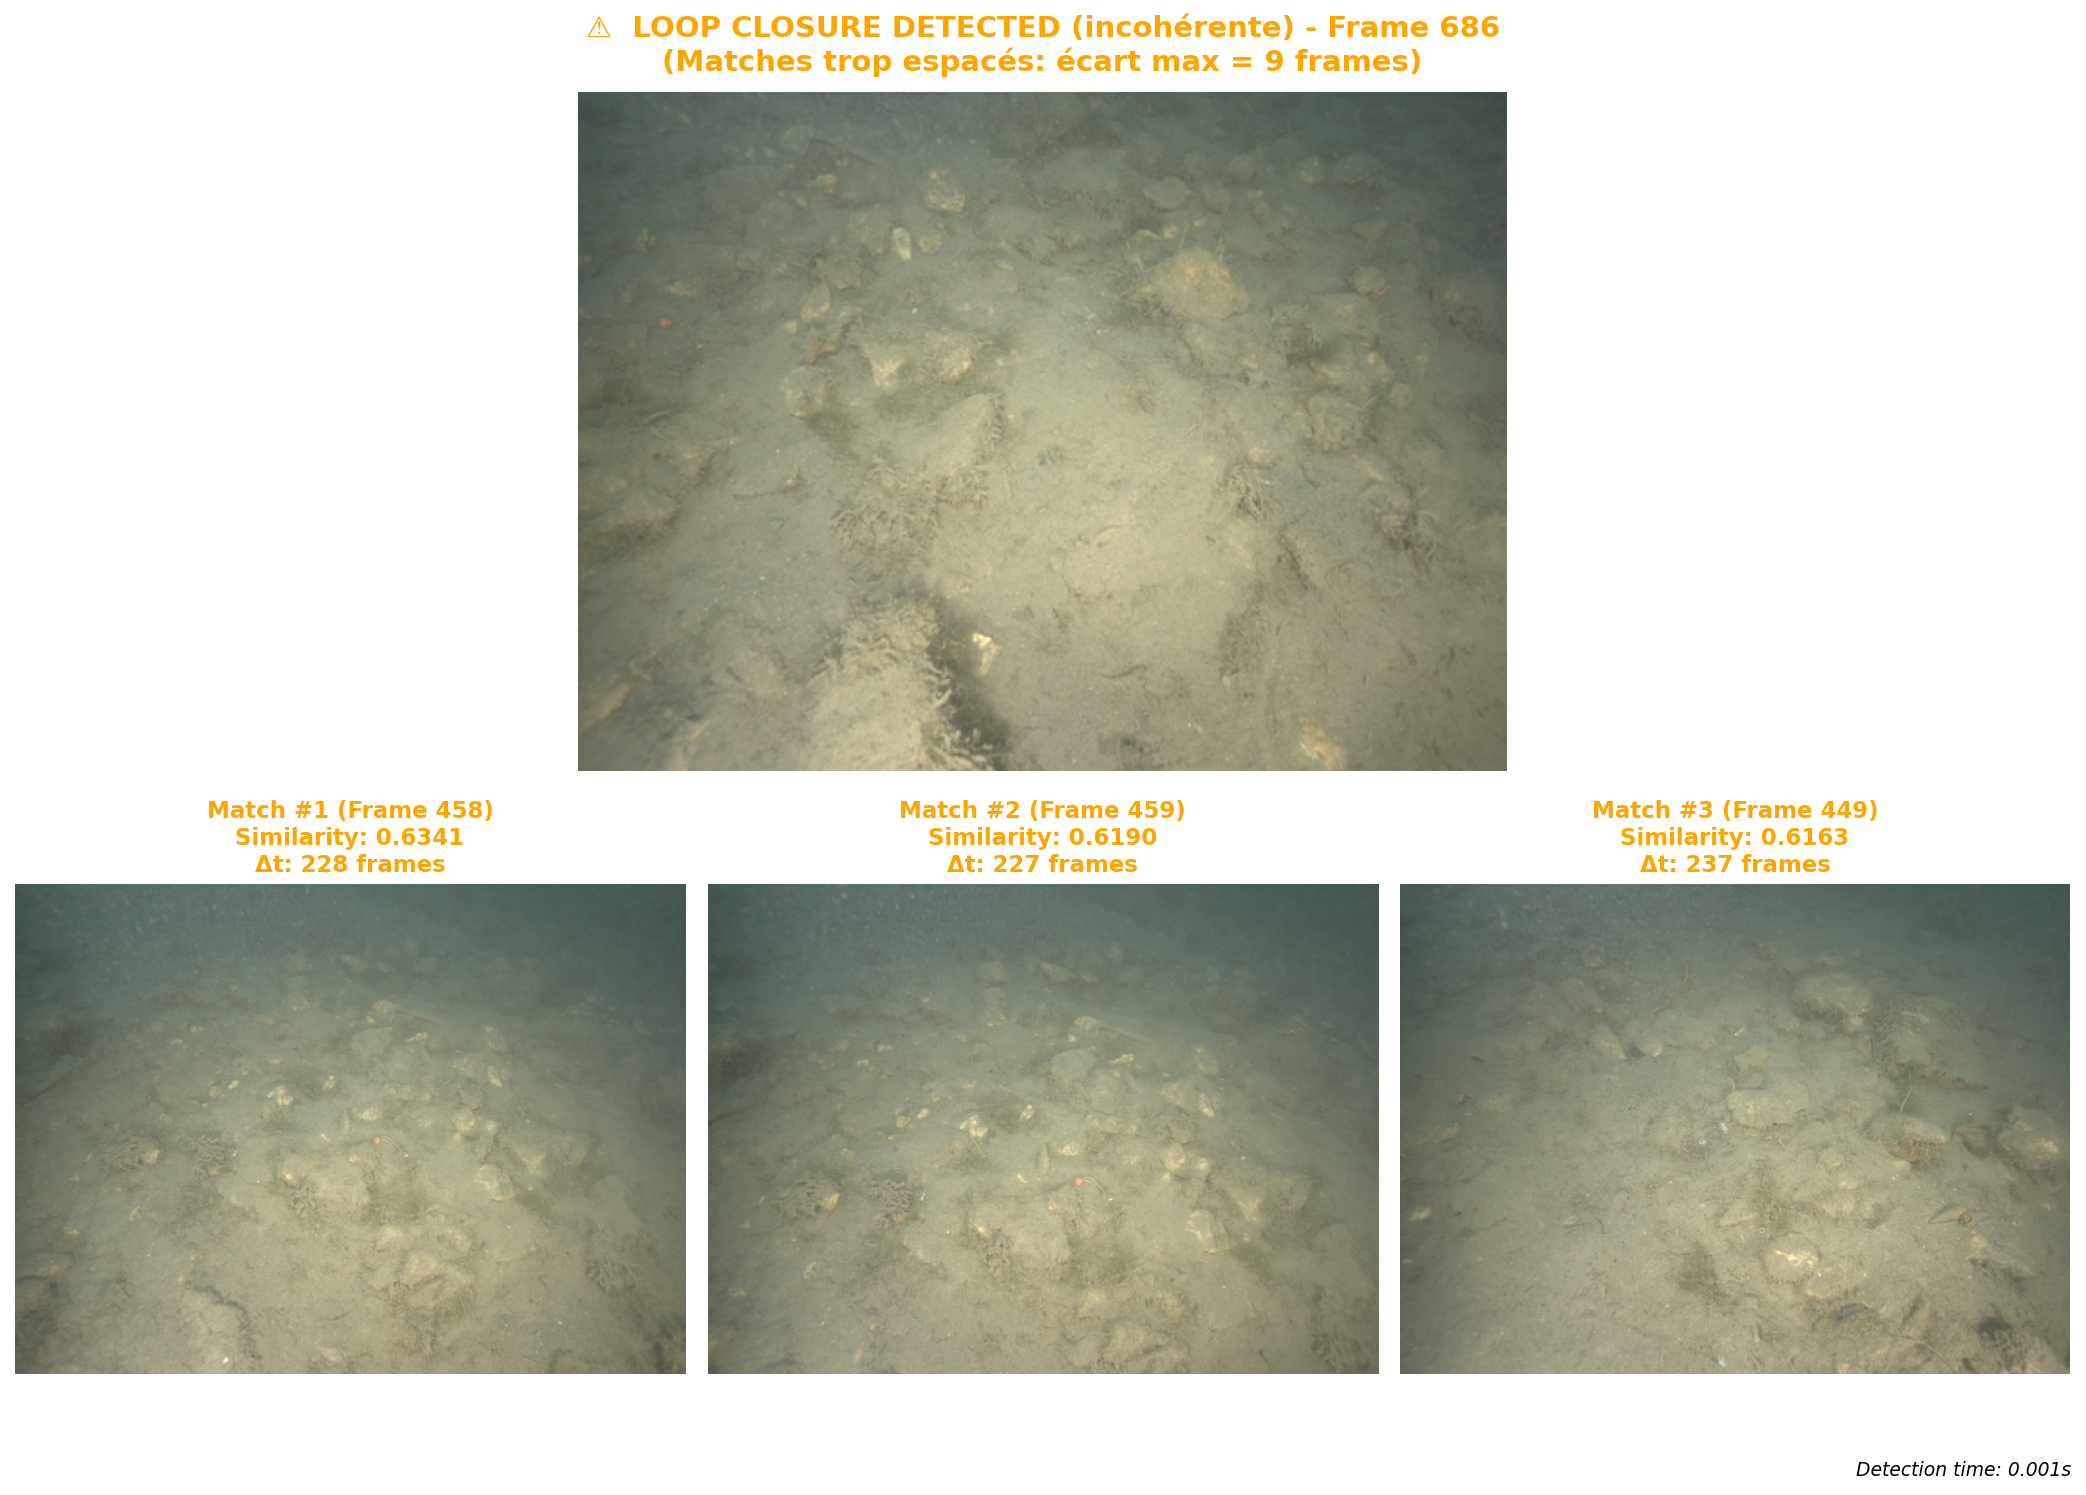 ⚠ LOOP CLOSURE DETECTED (incohérente) - Frame 686
(Matches trop espacés: écart max = 9 frames)
Match #1 (Frame 458)
Similarity: 0.6341
Δt: 228 frames
Match #2 (Frame 459)
Similarity: 0.6190
Δt: 227 frames
Match #3 (Frame 449)
Similarity: 0.6163
Δt: 237 frames
Detection time: 0.001s